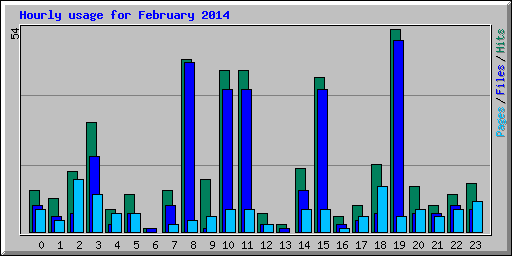 Hourly usage for February 2014
54
Pages / Files / Hits
0 1 2 3 4 5 6 7 8 9 10 11 12 13 14 15 16 17 18 19 20 21 22 23